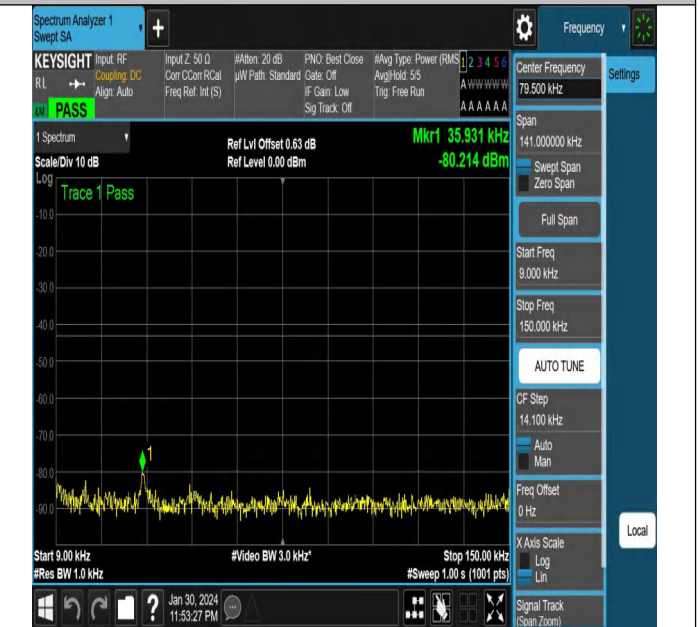 Spectrum Analyzer 1
Swept SA
+
Frequency
KEYSIGHT
Input: RF
Coupling: DC
Align: Auto
Input Z: 50 Ω
Corr CCorr RCal
Freq Ref: Int (S)
#Atten: 20 dB
µW Path: Standard
PNO: Best Close
Gate: Off
IF Gain: Low
Sig Track: Off
#Avg Type: Power (RMS
Avg|Hold: 5/5
Trig: Free Run
1 2 3 4 5 6
A W W W W W
A A A A A A
RL
LXI
PASS
Center Frequency
79.500 kHz
Settings
Span
141.000000 kHz
Swept Span
Zero Span
Full Span
Start Freq
9.000 kHz
Stop Freq
150.000 kHz
AUTO TUNE
CF Step
14.100 kHz
Auto
Man
Freq Offset
0 Hz
X Axis Scale
Log
Lin
Signal Track
(Span Zoom)
Local
1 Spectrum
Scale/Div 10 dB
Ref Lvl Offset 0.63 dB
Ref Level 0.00 dBm
Mkr1 35.931 kHz
-80.214 dBm
Log
Trace 1 Pass
-10.0
-20.0
-30.0
-40.0
-50.0
-60.0
-70.0
-80.0
-90.0
1
Start 9.00 kHz
#Res BW 1.0 kHz
#Video BW 3.0 kHz*
Stop 150.00 kHz
#Sweep 1.00 s (1001 pts)
?
Jan 30, 2024
11:53:27 PM